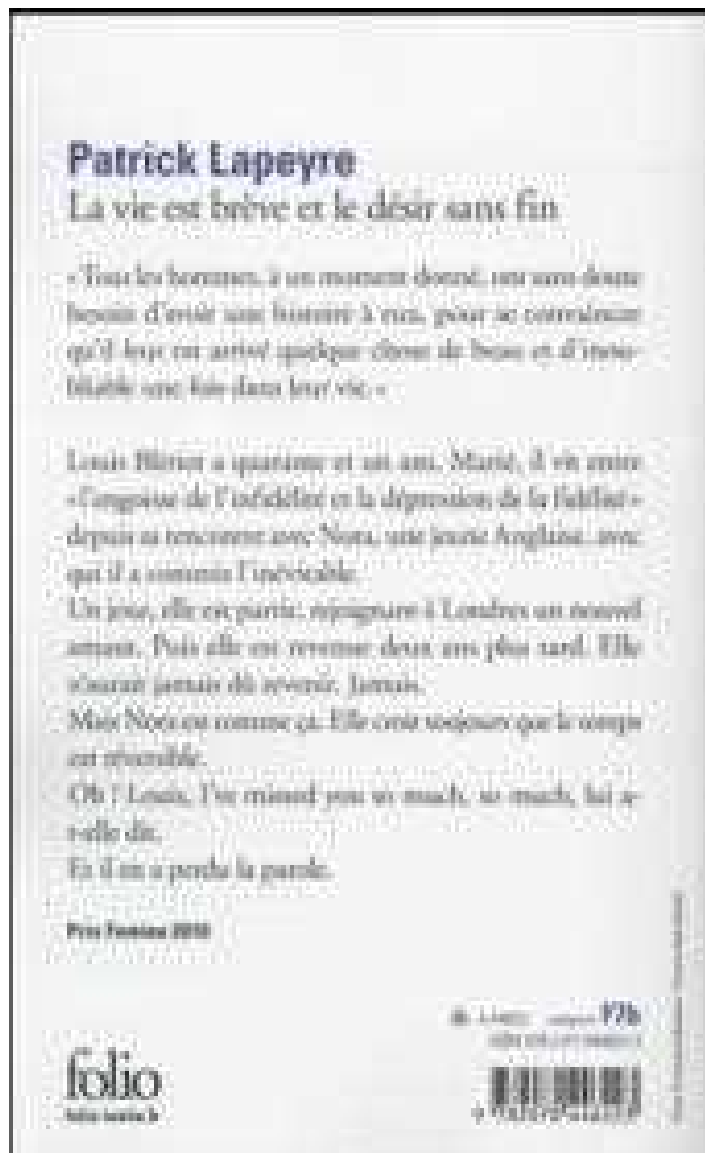 Patrick Lapeyre
La vie est brève et le désir sans fin
« Tous les hommes, à un moment donné, ont sans doute
besoin d'avoir une histoire à eux, pour se convaincre
qu'il leur est arrivé quelque chose de beau et d'inou-
bliable une fois dans leur vie. »
Louis Blériot a quarante et un ans. Marié, il vit entre
« l'angoisse de l'infidélité et la dépression de la fidélité »
depuis sa rencontre avec Nora, une jeune Anglaise, avec
qui il a commis l'inévitable.
Un jour, elle est partie, rejoignant à Londres un nouvel
amant. Puis elle est revenue deux ans plus tard. Elle
n'aurait jamais dû revenir. Jamais.
Mais Nora est comme ça. Elle croit toujours que le temps
est réversible.
Oh ! Louis, I've missed you so much, so much, lui a-
t-elle dit.
Et il en a perdu la parole.
Prix Femina 2010
F7b
folio